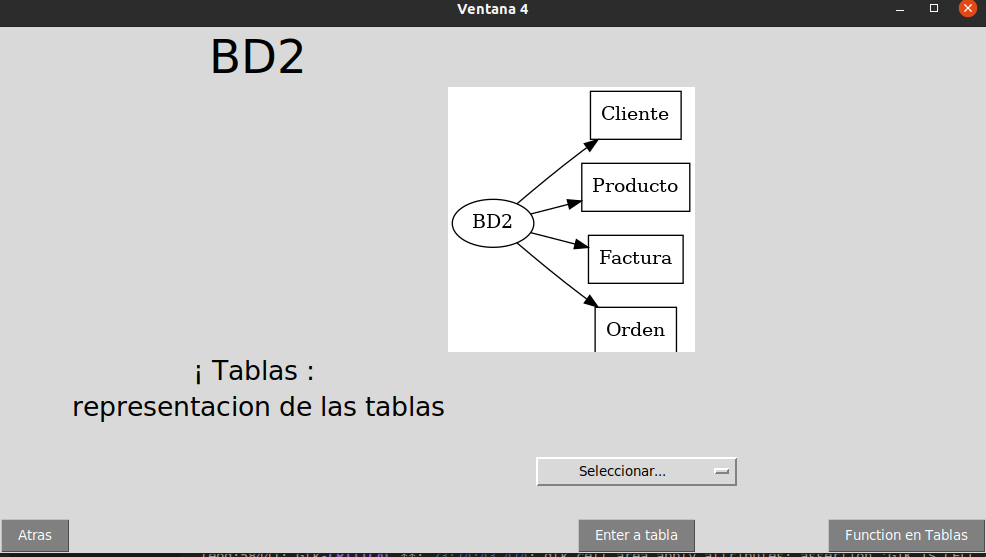 Ventana 4
BD2
Cliente
Producto
BD2
Factura
Orden
¡ Tablas :
representacion de las tablas
Seleccionar...
Atras
Enter a tabla
Function en Tablas